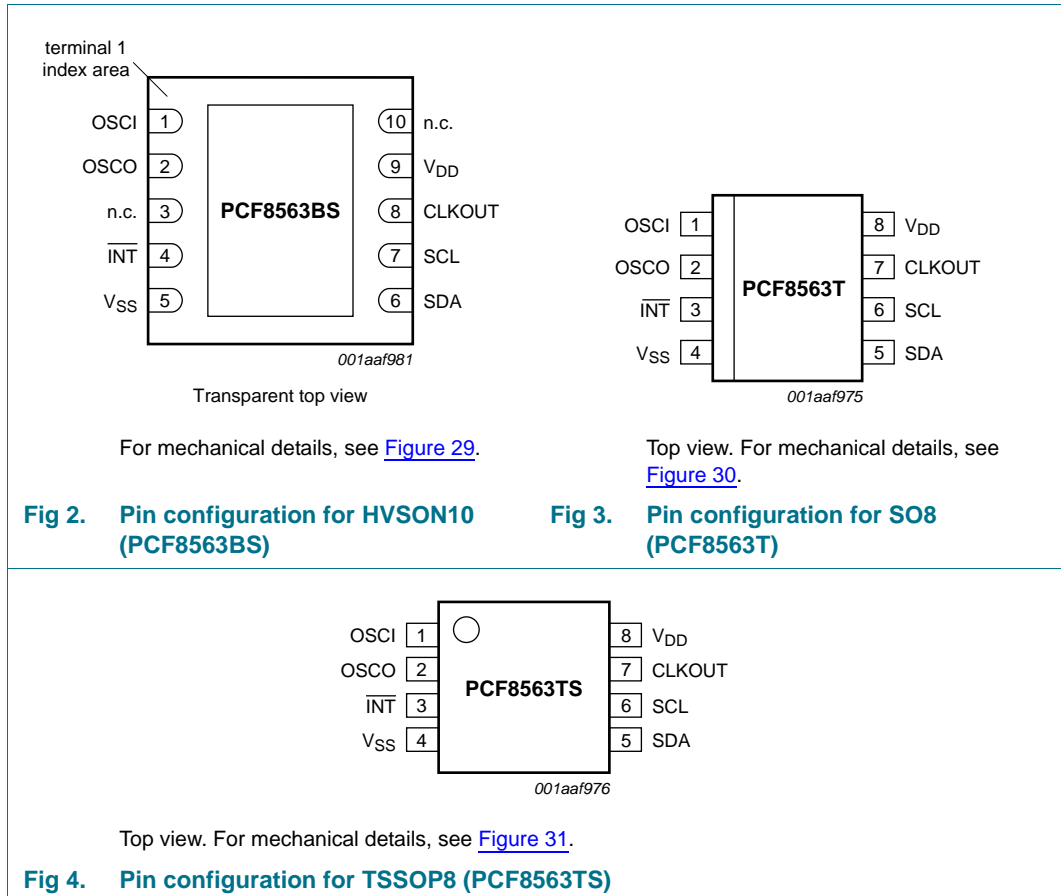 terminal 1
index area
OSCI 1
10 n.c.
OSCO 2
9 VDD
n.c. 3
PCF8563BS
8 CLKOUT
INT 4
7 SCL
VSS 5
6 SDA
001aaf981
Transparent top view
For mechanical details, see Figure 29.
Fig 2. Pin configuration for HVSON10
(PCF8563BS)
OSCI 1
8 VDD
OSCO 2
7 CLKOUT
PCF8563T
INT 3
6 SCL
VSS 4
5 SDA
001aaf975
Top view. For mechanical details, see
Figure 30.
Fig 3. Pin configuration for SO8
(PCF8563T)
OSCI 1
8 VDD
OSCO 2
7 CLKOUT
PCF8563TS
INT 3
6 SCL
VSS 4
5 SDA
001aaf976
Top view. For mechanical details, see Figure 31.
Fig 4. Pin configuration for TSSOP8 (PCF8563TS)